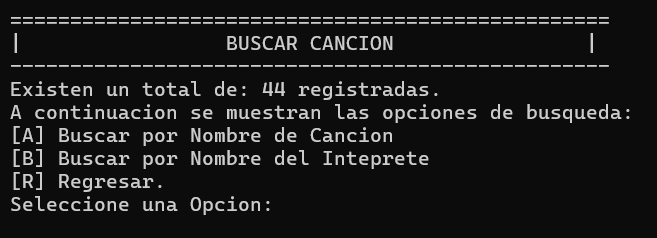 ==================================================
|                 BUSCAR CANCION                |
--------------------------------------------------
Existen un total de: 44 registradas.
A continuacion se muestran las opciones de busqueda:
[A] Buscar por Nombre de Cancion
[B] Buscar por Nombre del Inteprete
[R] Regresar.
Seleccione una Opcion: